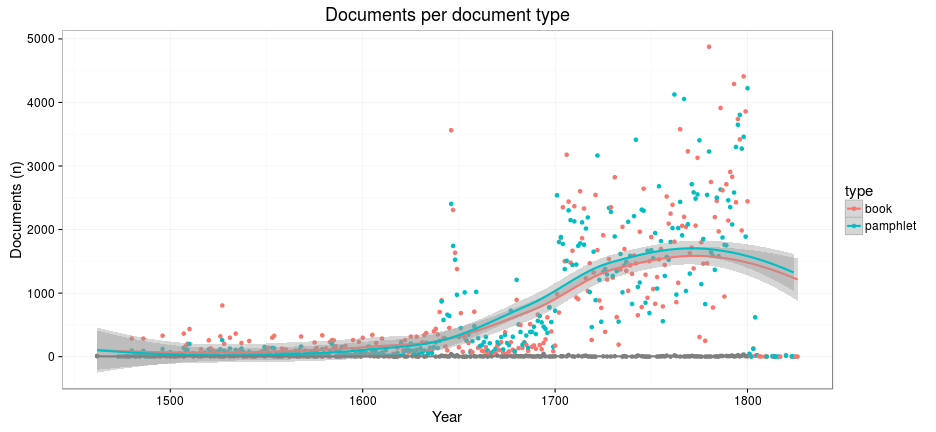 Documents per document type
5000
4000
3000
2000
1000
0
Documents (n)
1500 1600 1700 1800
Year
type
book
pamphlet